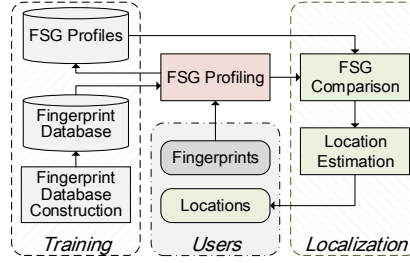 FSG Profiles
FSG Profiling
FSG
Comparison
Fingerprint
Database
Fingerprints
Location
Estimation
Fingerprint
Database
Construction
Locations
Training
Users
Localization